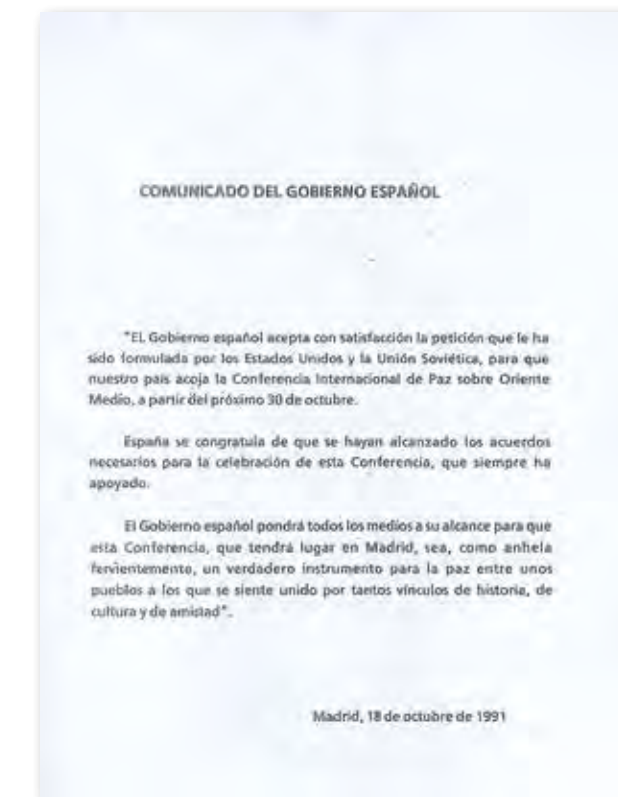 COMUNICADO DEL GOBIERNO ESPAÑOL
"EL Gobierno español acepta con satisfacción la petición que le ha
sido formulada por los Estados Unidos y la Unión Soviética, para que
nuestro país acoja la Conferencia Internacional de Paz sobre Oriente
Medio, a partir del próximo 30 de octubre.
España se congratula de que se hayan alcanzado los acuerdos
necesarios para la celebración de esta Conferencia, que siempre ha
apoyado.
El Gobierno español pondrá todos los medios a su alcance para que
esta Conferencia, que tendrá lugar en Madrid, sea, como anhela
fervientemente, un verdadero instrumento para la paz entre unos
pueblos a los que se siente unido por tantos vínculos de historia, de
cultura y de amistad".
Madrid, 18 de octubre de 1991